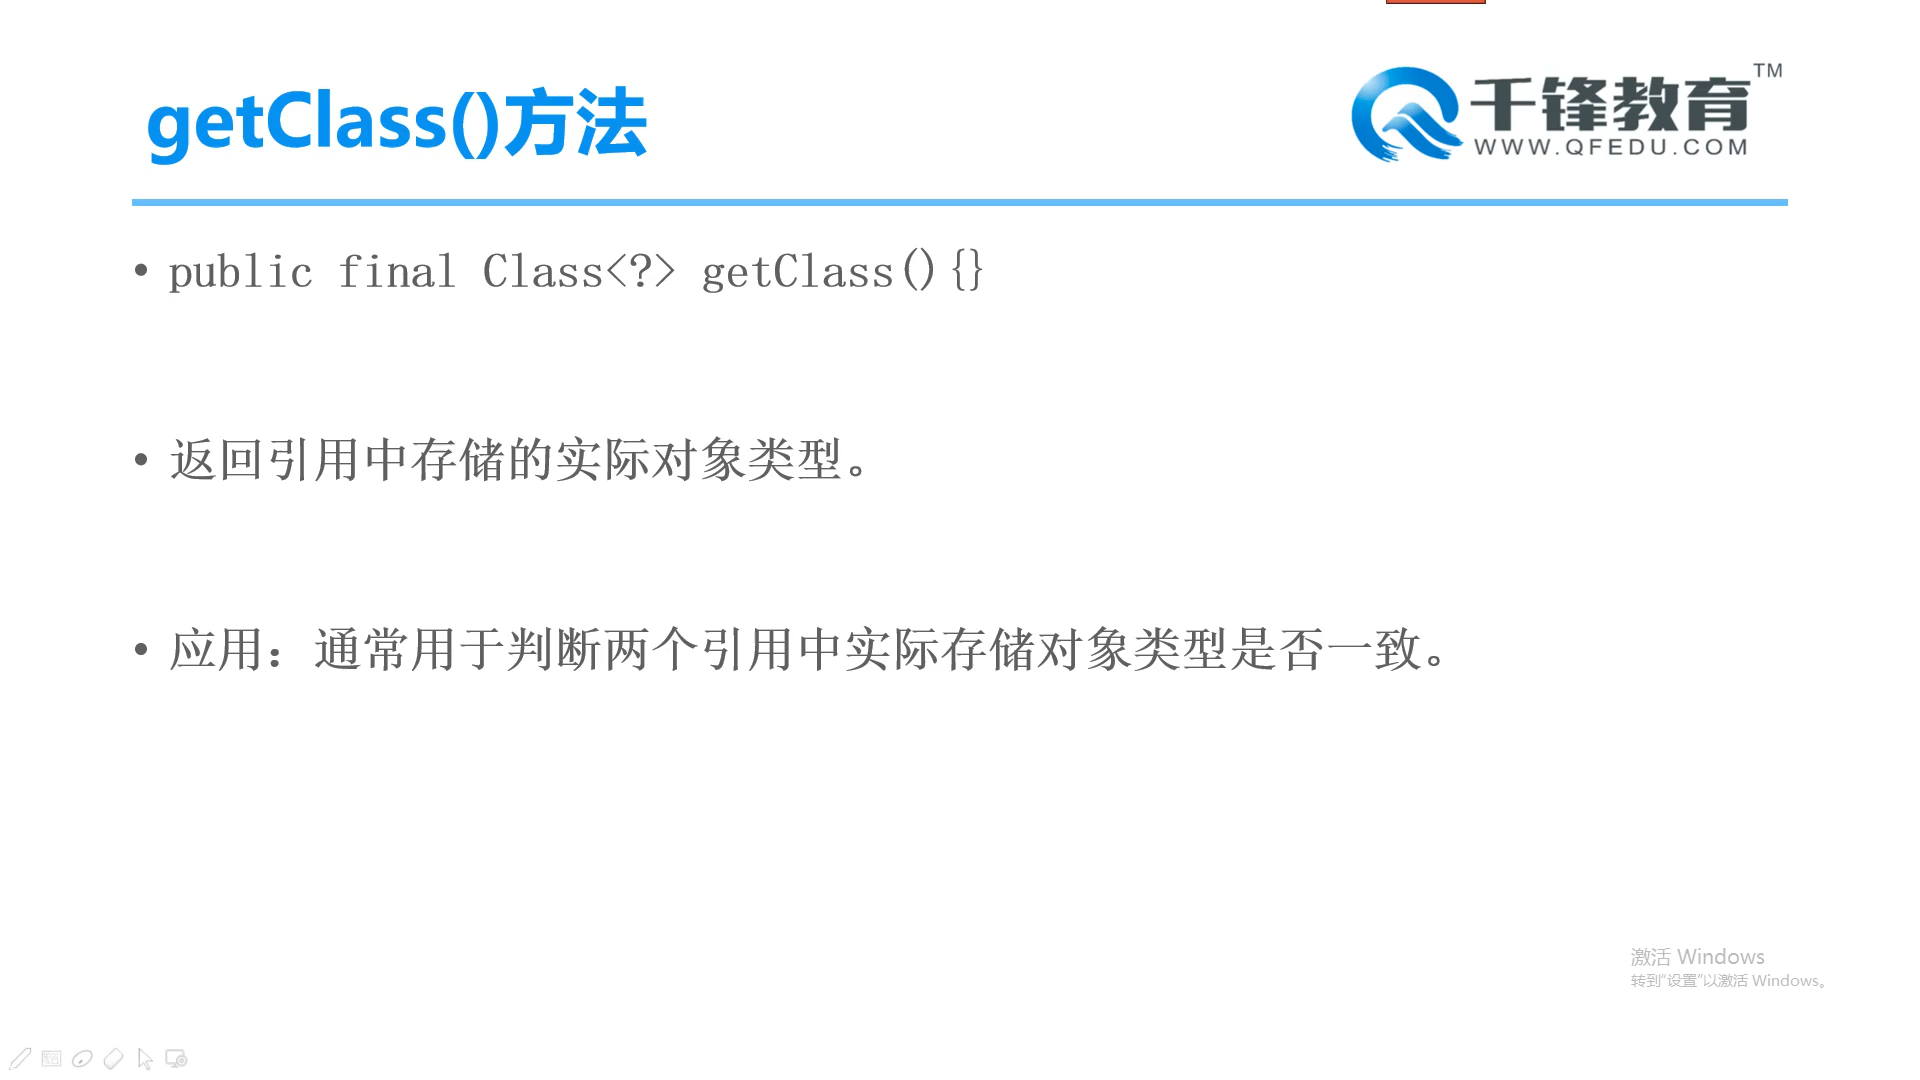 getClass()方法
千锋教育™
WWW.QFEDU.COM
• public final Class<?> getClass(){}
• 返回引用中存储的实际对象类型。
• 应用：通常用于判断两个引用中实际存储对象类型是否一致。
激活 Windows
转到“设置”以激活 Windows。